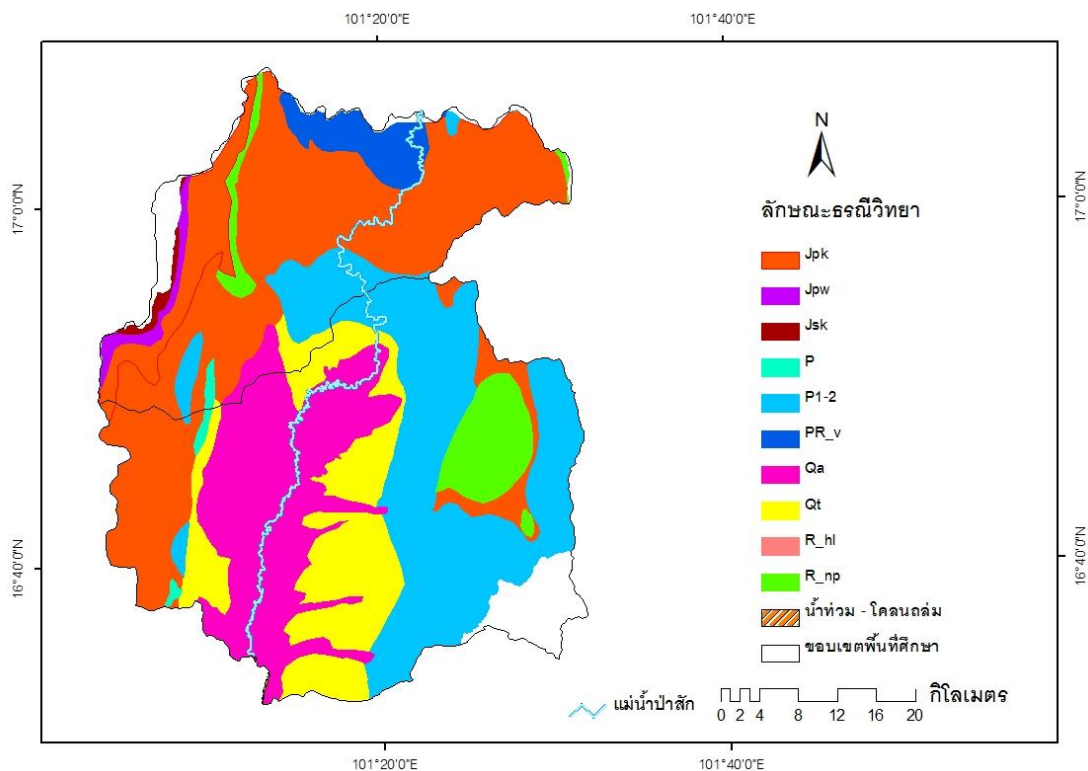 101°20'0"E
101°40'0"E
N
17°0'0"N
17°0'0"N
ลักษณะธรณีวิทยา
Jpk
Jpw
Jsk
P
P1-2
PR_v
Qa
Qt
R_hl
R_np
น้ำท่วม - โคลนถล่ม
ขอบเขตพื้นที่ศึกษา
16°40'0"N
16°40'0"N
แม่น้ำป่าสัก
กิโลเมตร
0 2 4 8 12 16 20
101°20'0"E
101°40'0"E